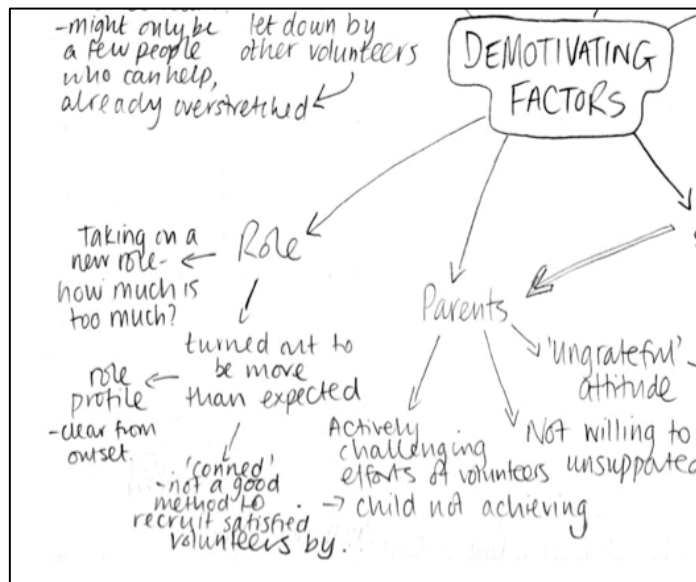 -might only be
a few people
who can help,
already overstretched
let down by
other volunteers
DEMOTIVATING
FACTORS
Role
Taking on a
new role-
how much is
too much?
turned out to
be more
than expected
role
profile
-clear from
outset.
'conned'
-not a good
method to
recruit satisfied
volunteers by.
Parents
'ungrateful'
attitude
Actively
challenging
efforts of volunteers
-> child not achieving
Not willing to
unsupported